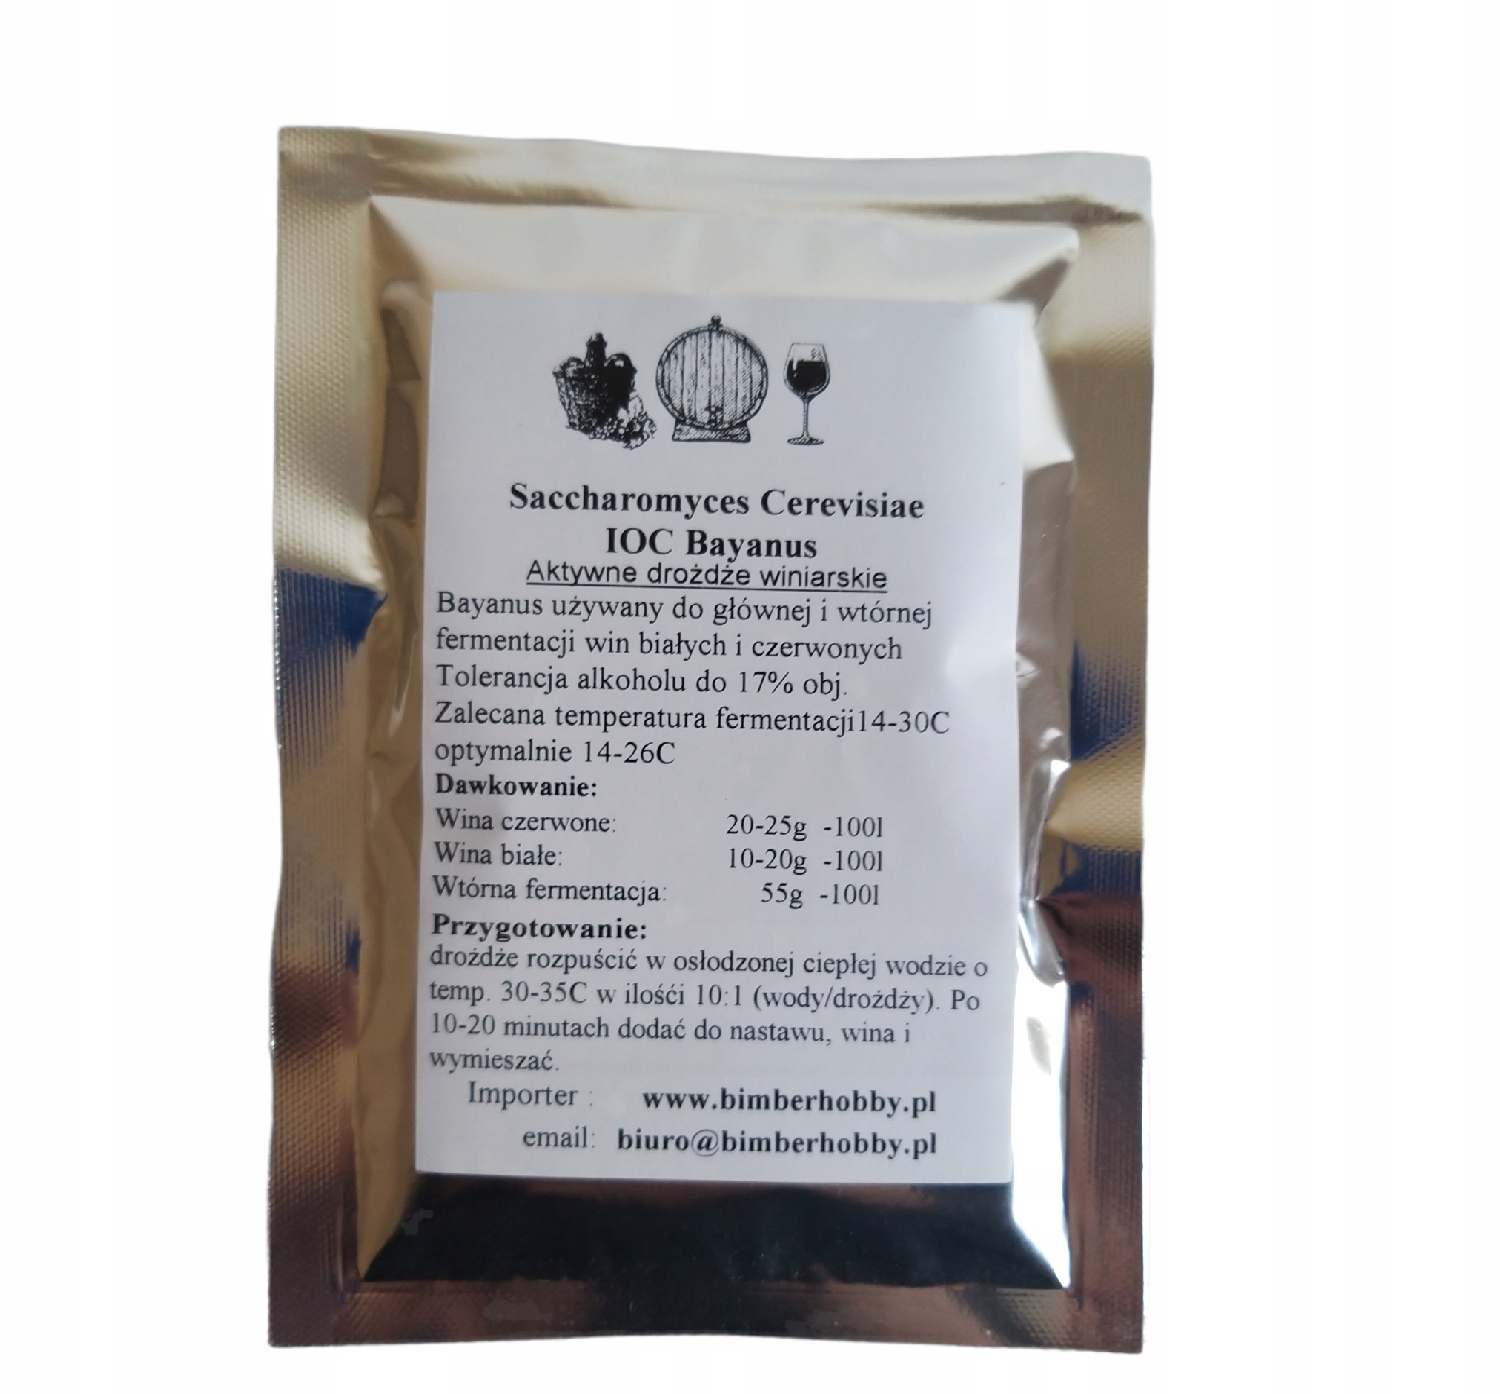 Saccharomyces Cerevisiae
IOC Bayanus
Aktywne drożdże winiarskie
Bayanus używany do głównej i wtórnej
fermentacji win białych i czerwonych
Tolerancja alkoholu do 17% obj.
Zalecana temperatura fermentacji14-30C
optymalnie 14-26C
Dawkowanie:
Wina czerwone: 20-25g -100l
Wina białe: 10-20g -100l
Wtórna fermentacja: 55g -100l
Przygotowanie:
drożdże rozpuścić w osłodzonej ciepłej wodzie o
temp. 30-35C w ilośći 10:1 (wody/drożdży). Po
10-20 minutach dodać do nastawu, wina i
wymieszać.
Importer : www.bimberhobby.pl
email: biuro@bimberhobby.pl